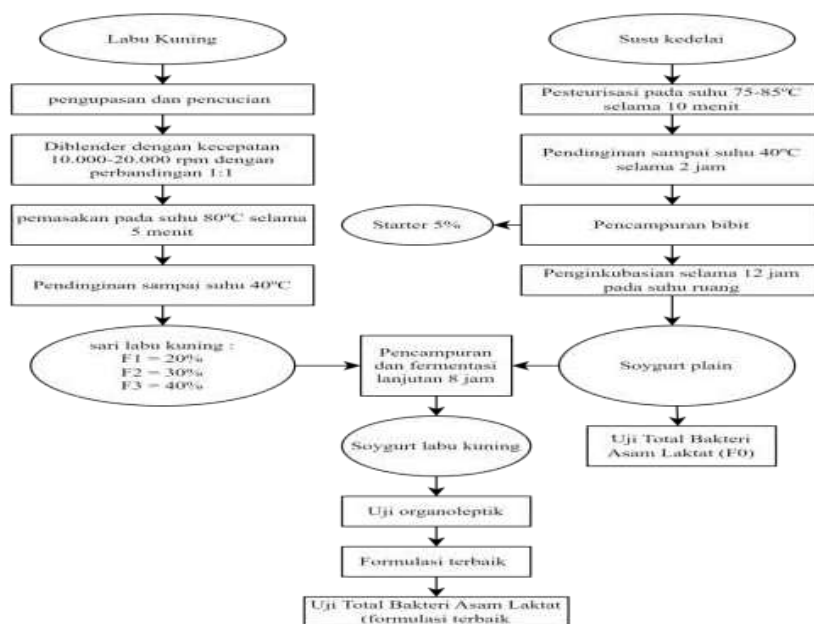 Labu Kuning
pengupasan dan pencucian
Diblender dengan kecepatan
10.000-20.000 rpm dengan
perbandingan 1:1
pemasakan pada suhu 80°C selama
5 menit
Pendinginan sampai suhu 40°C
sari labu kuning :
F1 = 20%
F2 = 30%
F3 = 40%
Susu kedelai
Pesteurisasi pada suhu 75-85°C
selama 10 menit
Pendinginan sampai suhu 40°C
selama 2 jam
Starter 5%
Pencampuran bibit
Penginkubasian selama 12 jam
pada suhu ruang
Pencampuran
dan fermentasi
lanjutan 8 jam
Soygurt plain
Uji Total Bakteri
Asam Laktat (F0)
Soygurt labu kuning
Uji organoleptik
Formulasi terbaik
Uji Total Bakteri Asam Laktat
(formulasi terbaik